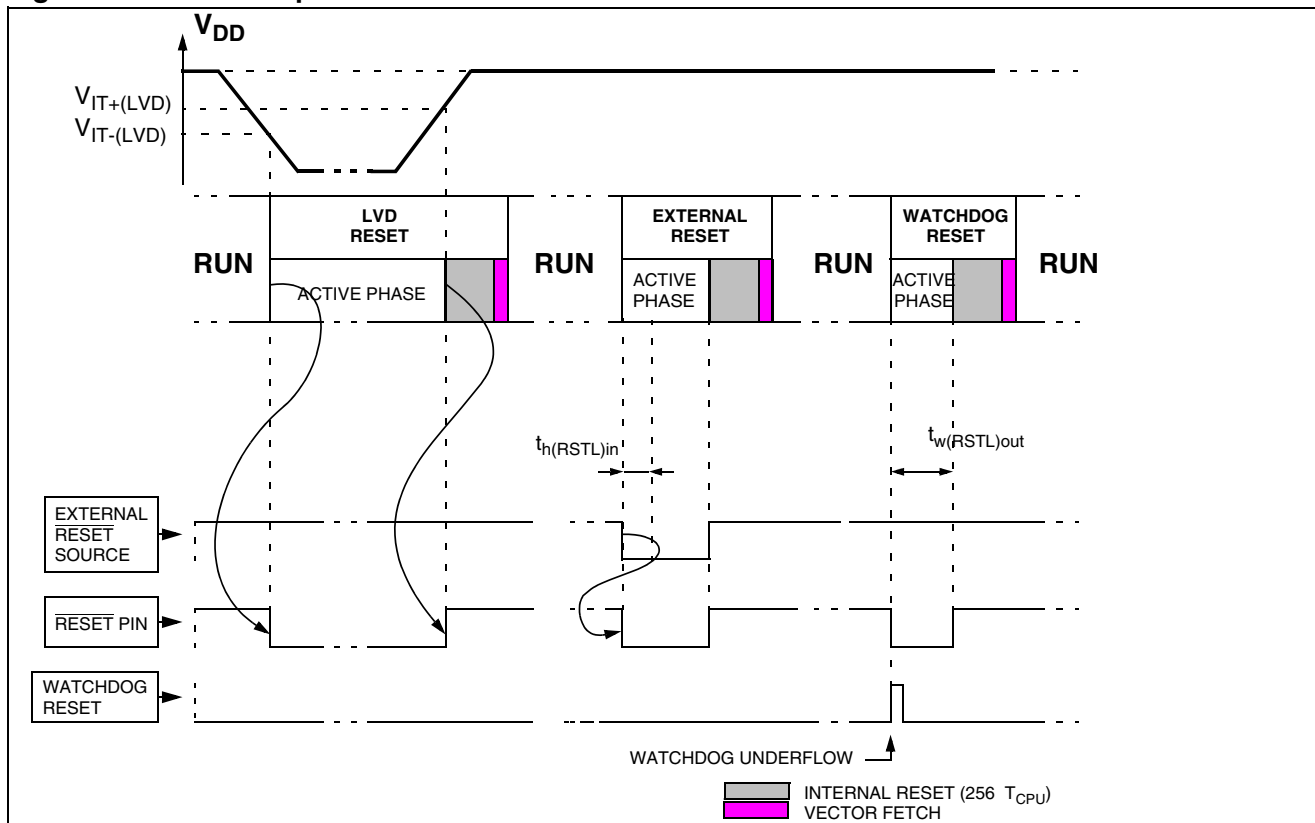 V_DD
V_IT+(LVD)
V_IT-(LVD)
LVD
RESET
EXTERNAL
RESET
WATCHDOG
RESET
RUN
RUN
RUN
RUN
ACTIVE PHASE
ACTIVE
PHASE
ACTIVE
PHASE
t_h(RSTL)in
t_w(RSTL)out
EXTERNAL
RESET
SOURCE
RESET PIN
WATCHDOG
RESET
WATCHDOG UNDERFLOW
INTERNAL RESET (256 T_CPU)
VECTOR FETCH